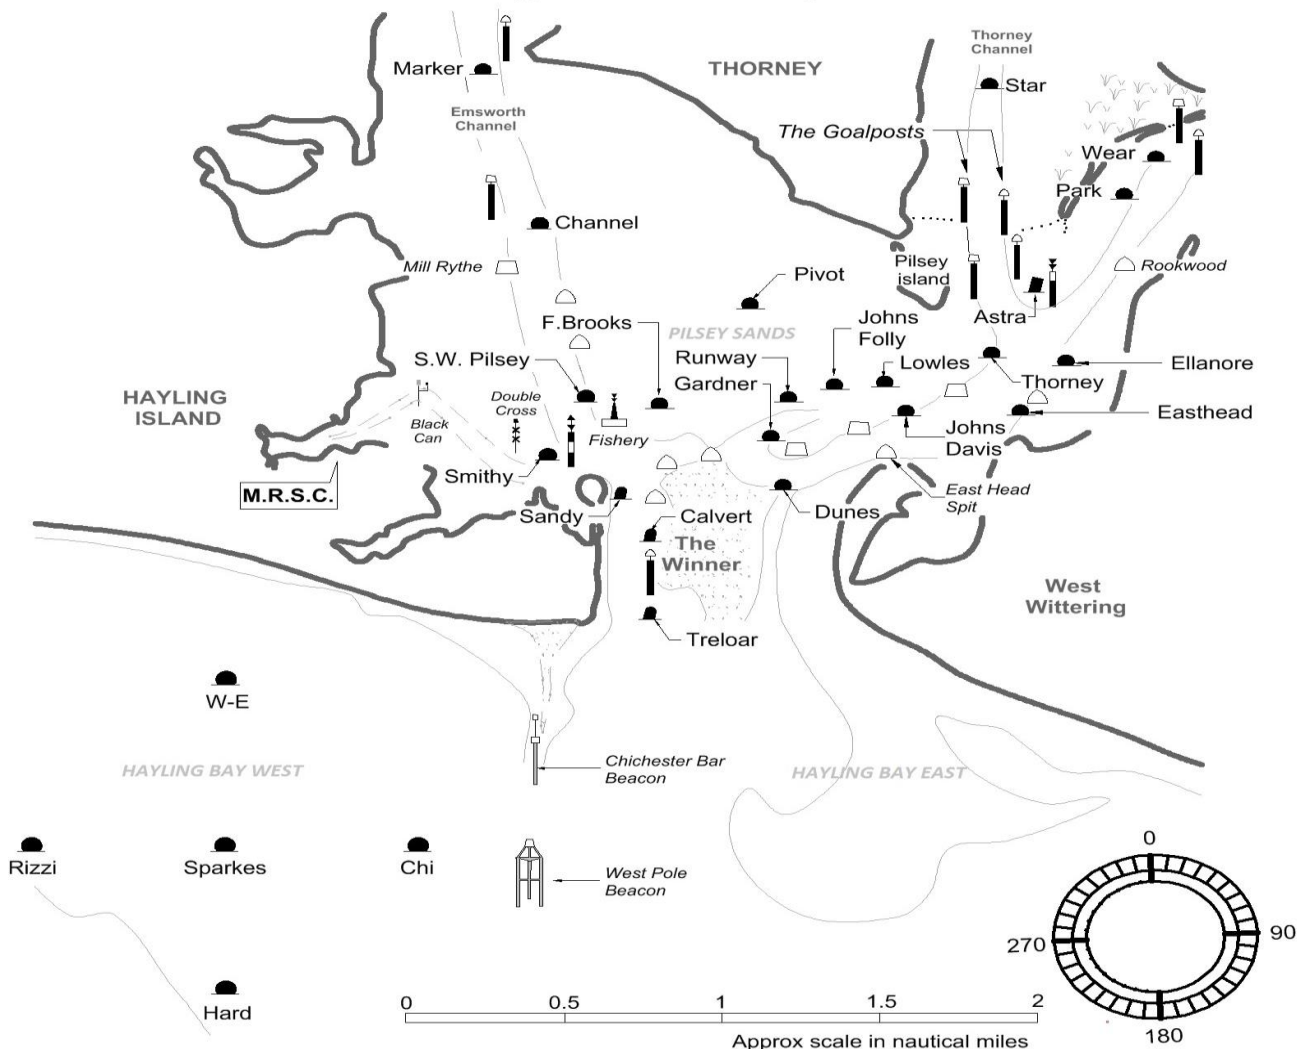 Thorney
Channel
THORNEY
Marker
Star
Emsworth
Channel
The Goalposts
Wear
Park
Channel
Mill Rythe
Pilsey
island
Rookwood
Pivot
Astra
Johns
Folly
F.Brooks
PILSEY SANDS
S.W. Pilsey
Runway
Lowles
Ellanore
Gardner
Thorney
HAYLING
ISLAND
Double
Cross
Easthead
Black
Can
Fishery
Johns
Davis
Smithy
M.R.S.C.
East Head
Spit
Sandy
Calvert
Dunes
The
Winner
West
Wittering
Treloar
W-E
Chichester Bar
Beacon
HAYLING BAY WEST
HAYLING BAY EAST
Rizzi
Sparkes
Chi
West Pole
Beacon
0
90
270
180
Hard
0
0.5
1
1.5
2
Approx scale in nautical miles